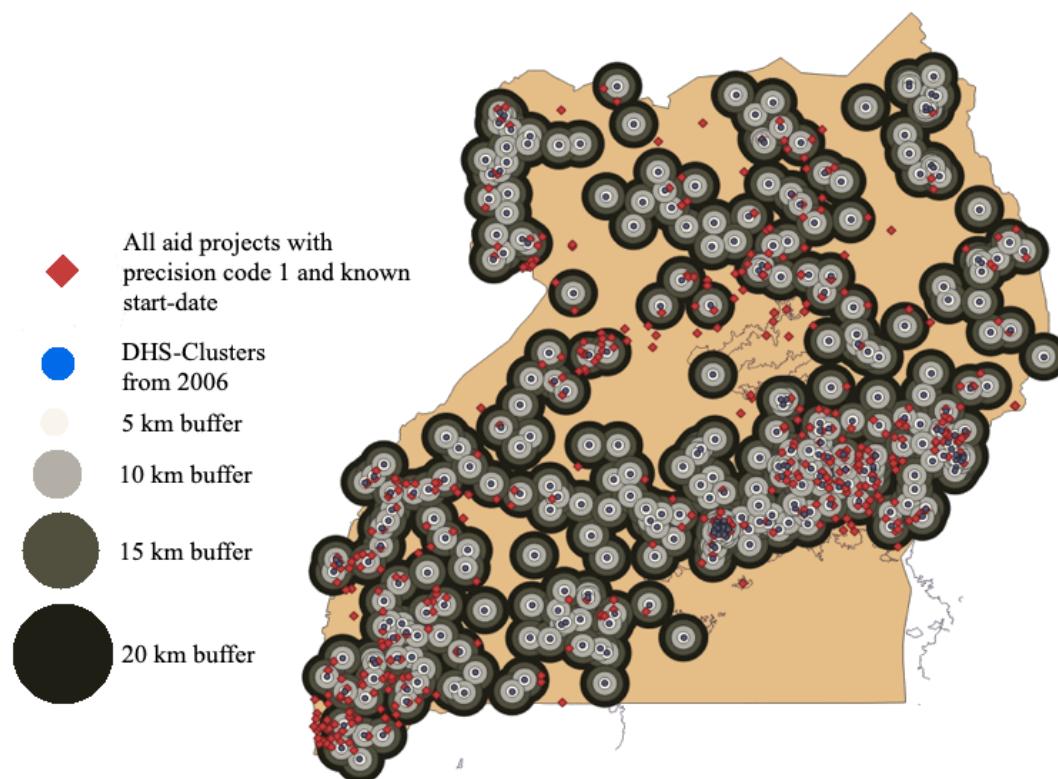 All aid projects with
precision code 1 and known
start-date
DHS-Clusters
from 2006
5 km buffer
10 km buffer
15 km buffer
20 km buffer